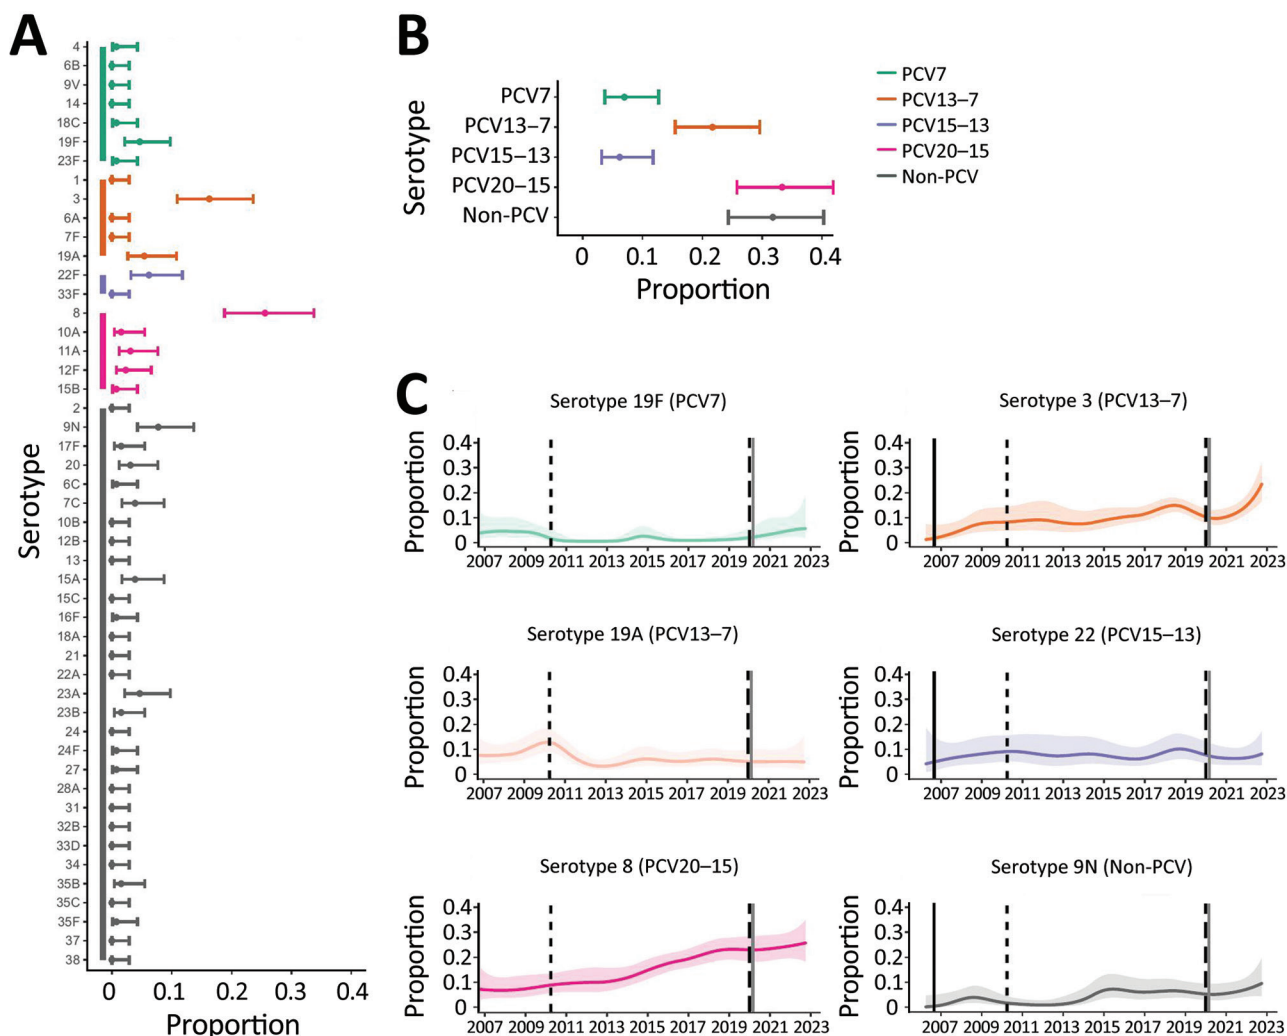 A
4
6B
9V
14
18C
19F
23F
1
3
6A
7F
19A
22F
33F
8
10A
11A
12F
15B
2
9N
17F
20
6C
7C
10B
12B
13
15A
15C
16F
18A
21
22A
23A
23B
24
24F
27
28A
31
32B
33D
34
35B
35C
35F
37
38
Serotype
0 0.1 0.2 0.3 0.4
Proportion
B
Serotype
PCV7
PCV13–7
PCV15–13
PCV20–15
Non-PCV
0 0.1 0.2 0.3 0.4
Proportion
PCV7
PCV13–7
PCV15–13
PCV20–15
Non-PCV
C
Serotype 19F (PCV7)
Proportion
0.4
0.3
0.2
0.1
0
2007 2009 2011 2013 2015 2017 2019 2021 2023
Serotype 3 (PCV13–7)
Proportion
0.4
0.3
0.2
0.1
0
2007 2009 2011 2013 2015 2017 2019 2021 2023
Serotype 19A (PCV13–7)
Proportion
0.4
0.3
0.2
0.1
0
2007 2009 2011 2013 2015 2017 2019 2021 2023
Serotype 22 (PCV15–13)
Proportion
0.4
0.3
0.2
0.1
0
2007 2009 2011 2013 2015 2017 2019 2021 2023
Serotype 8 (PCV20–15)
Proportion
0.4
0.3
0.2
0.1
0
2007 2009 2011 2013 2015 2017 2019 2021 2023
Serotype 9N (Non-PCV)
Proportion
0.4
0.3
0.2
0.1
0
2007 2009 2011 2013 2015 2017 2019 2021 2023